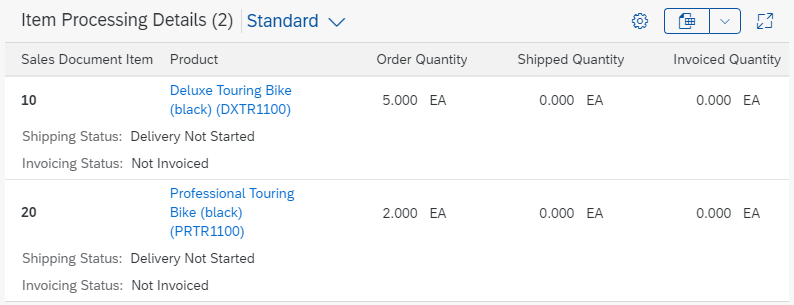 Item Processing Details (2) Standard
Sales Document Item Product Order Quantity Shipped Quantity Invoiced Quantity
10 Deluxe Touring Bike (black) (DXTR1100) 5.000 EA 0.000 EA 0.000 EA
Shipping Status: Delivery Not Started
Invoicing Status: Not Invoiced
20 Professional Touring Bike (black) (PRTR1100) 2.000 EA 0.000 EA 0.000 EA
Shipping Status: Delivery Not Started
Invoicing Status: Not Invoiced